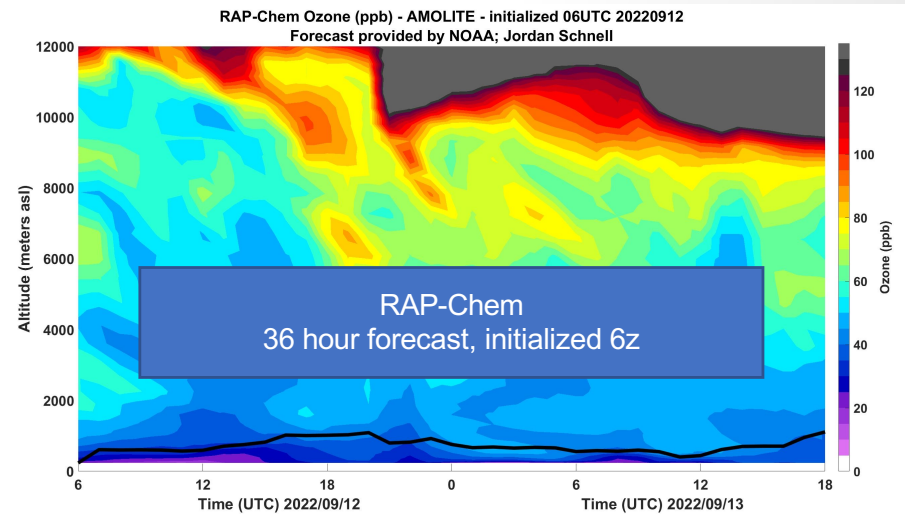 RAP-Chem Ozone (ppb) - AMOLITE - initialized 06UTC 20220912
Forecast provided by NOAA; Jordan Schnell
12000
10000
8000
6000
4000
2000
0
Altitude (meters asl)
RAP-Chem
36 hour forecast, initialized 6z
6
12
18
0
6
12
18
Time (UTC) 2022/09/12
Time (UTC) 2022/09/13
120
100
80
60
40
20
0
Ozone (ppb)